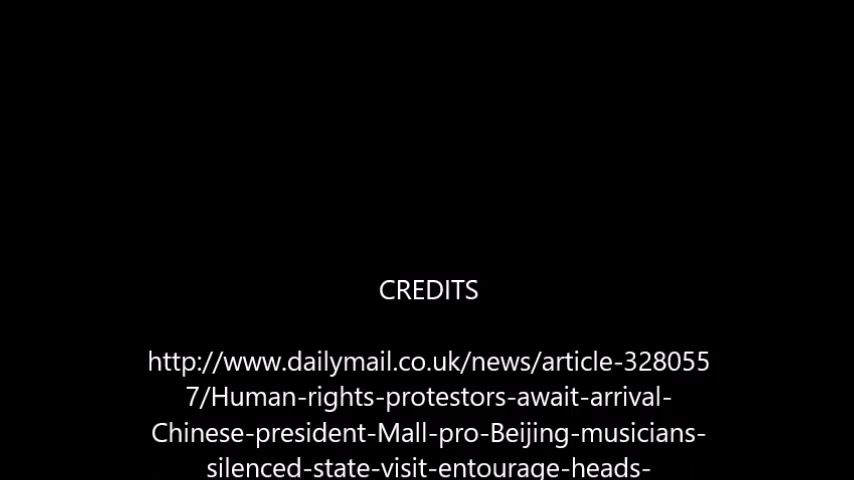 CREDITS
http://www.dailymail.co.uk/news/article-328055
7/Human-rights-protestors-await-arrival-
Chinese-president-Mall-pro-Beijing-musicians-
silenced-state-visit-entourage-heads-